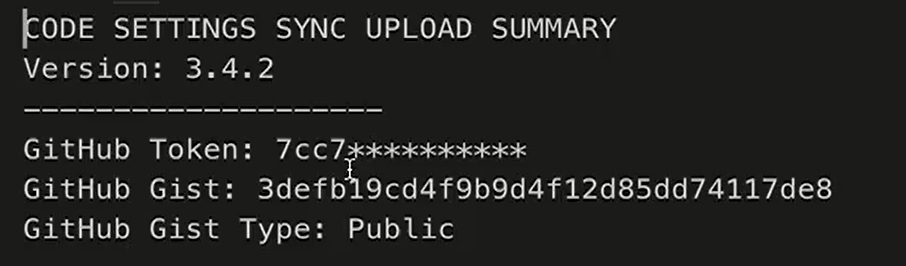 CODE SETTINGS SYNC UPLOAD SUMMARY
Version: 3.4.2
--------------------
GitHub Token: 7cc7**********
GitHub Gist: 3defb19cd4f9b9d4f12d85dd74117de8
GitHub Gist Type: Public